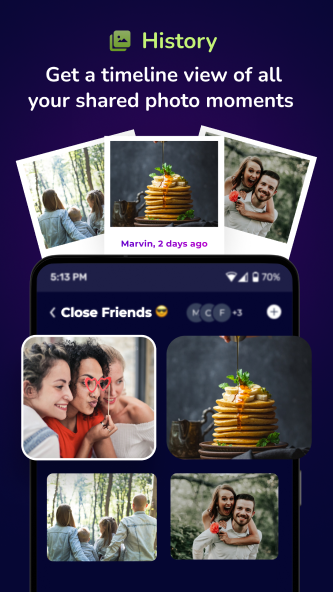 History
Get a timeline view of all
your shared photo moments
Marvin, 2 days ago
5:13 PM
70%
Close Friends 😎
M C F +3